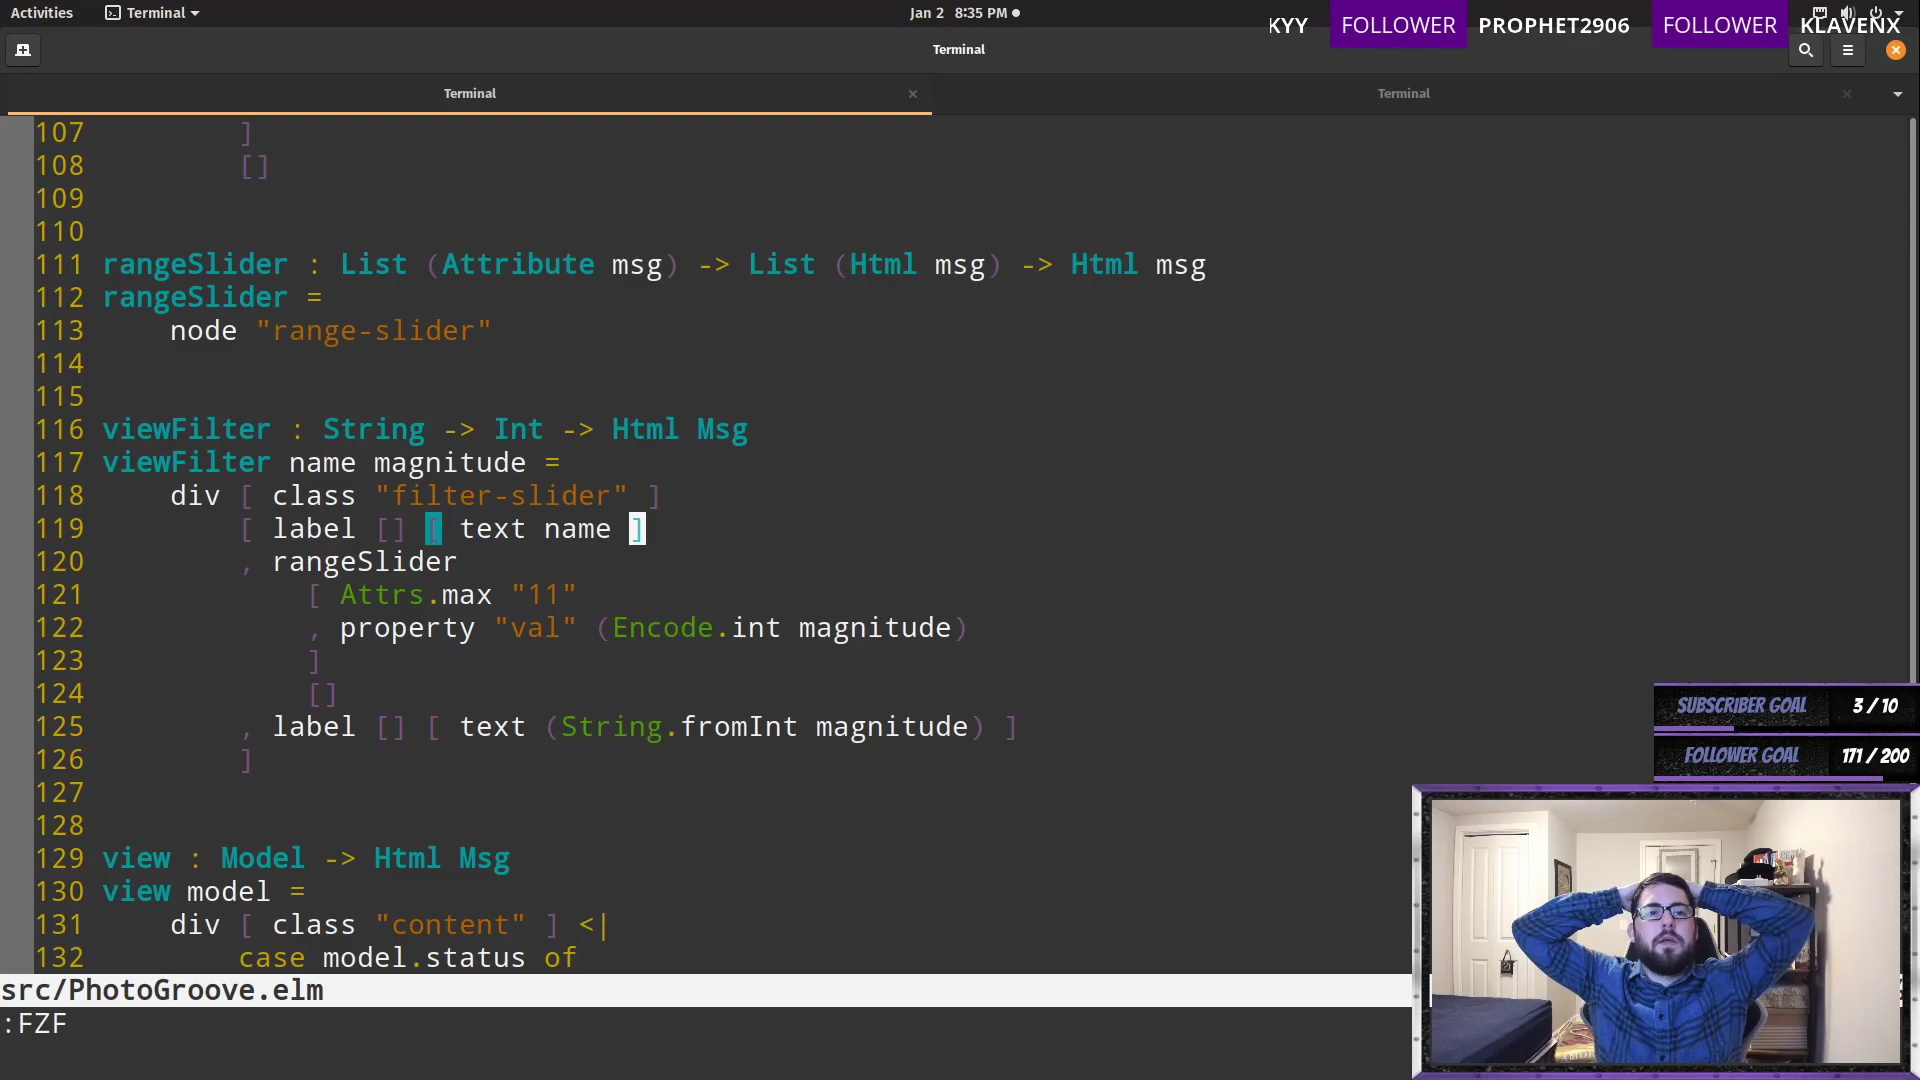 Activities
Terminal
Jan 2 8:35 PM
KYY
FOLLOWER
PROPHET2906
FOLLOWER
KLAVENX
Terminal
Terminal
Terminal
107 ]
108 []
109
110
111 rangeSlider : List (Attribute msg) -> List (Html msg) -> Html msg
112 rangeSlider =
113 node "range-slider"
114
115
116 viewFilter : String -> Int -> Html Msg
117 viewFilter name magnitude =
118 div [ class "filter-slider" ]
119 [ label [] [ text name ]
120 , rangeSlider
121 [ Attrs.max "11"
122 , property "val" (Encode.int magnitude)
123 ]
124 []
125 , label [] [ text (String.fromInt magnitude) ]
126 ]
127
128
129 view : Model -> Html Msg
130 view model =
131 div [ class "content" ] <|
132 case model.status of
src/PhotoGroove.elm
:FZF
SUBSCRIBER GOAL 3 / 10
FOLLOWER GOAL 171 / 200